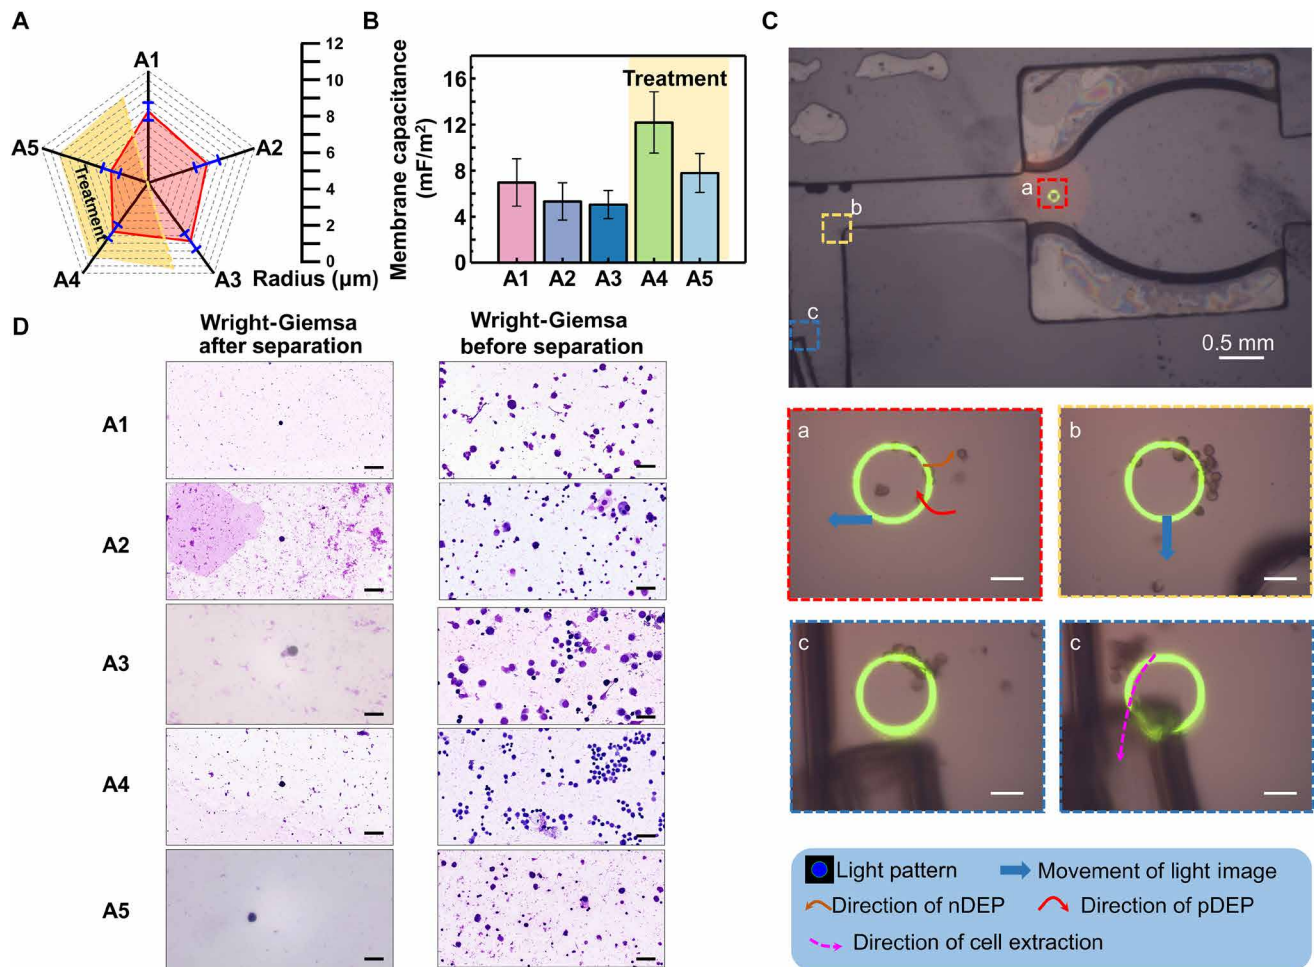 A
A1
A2
A3
A4
A5
Treatment
12
10
8
6
4
2
0
Radius (μm)
B
Membrane capacitance
(mF/m²)
16
12
8
4
0
Treatment
A1 A2 A3 A4 A5
C
a
b
c
0.5 mm
a
b
c
c
Light pattern
Movement of light image
Direction of nDEP
Direction of pDEP
Direction of cell extraction
D
Wright-Giemsa
after separation
Wright-Giemsa
before separation
A1
A2
A3
A4
A5